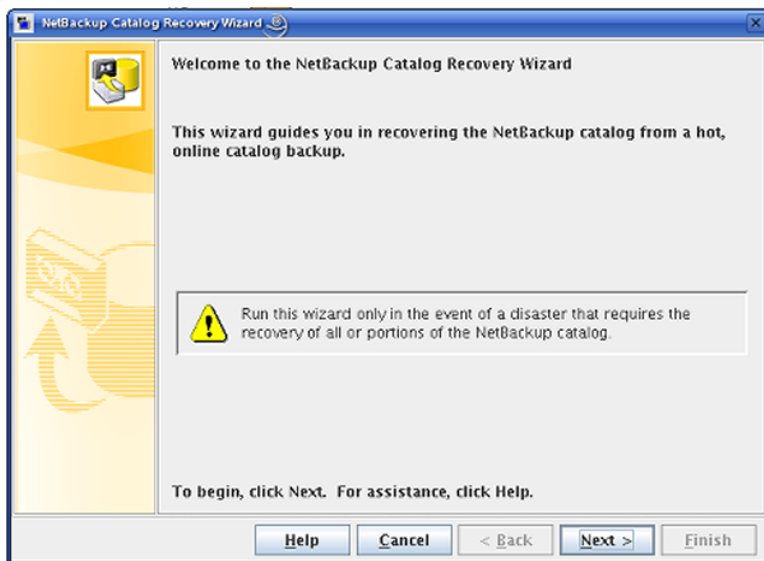 NetBackup Catalog Recovery Wizard
Welcome to the NetBackup Catalog Recovery Wizard
This wizard guides you in recovering the NetBackup catalog from a hot,
online catalog backup.
Run this wizard only in the event of a disaster that requires the
recovery of all or portions of the NetBackup catalog.
To begin, click Next. For assistance, click Help.
Help Cancel < Back Next > Finish